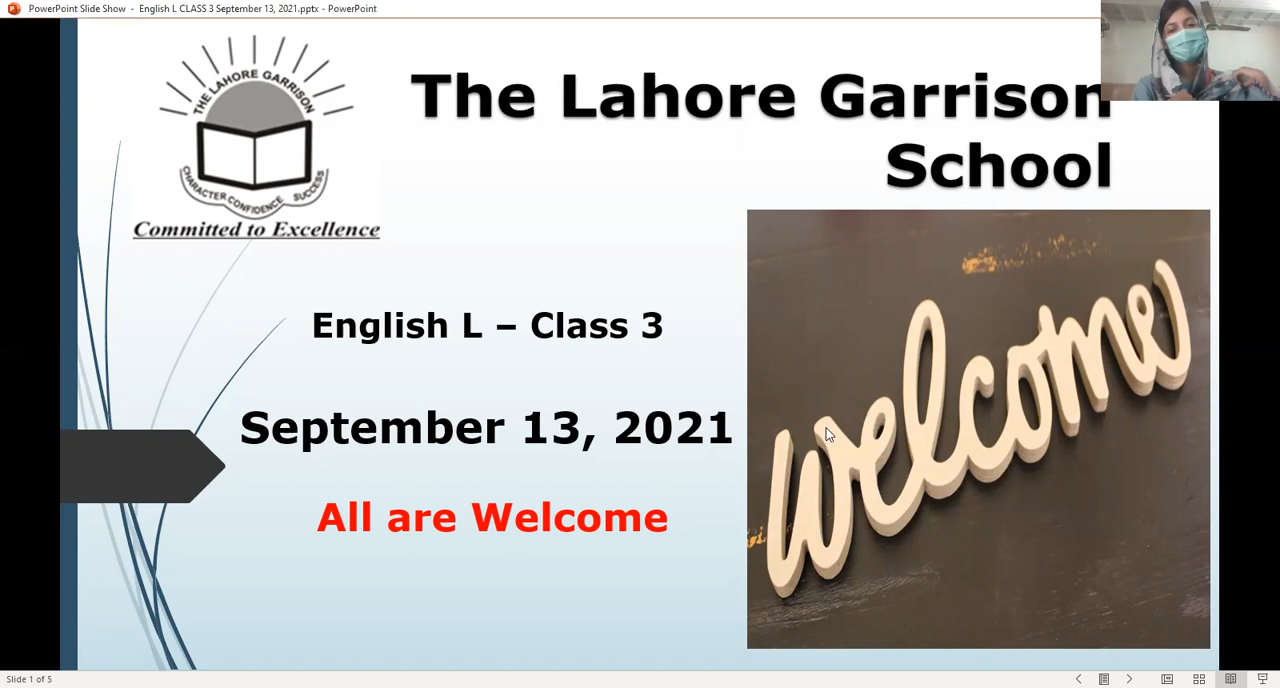 PowerPoint Slide Show - English L CLASS 3 September 13, 2021.pptx - PowerPoint
THE LAHORE GARRISON
CHARACTER CONFIDENCE SUCCESS
Committed to Excellence
The Lahore Garrison
School
English L – Class 3
September 13, 2021
All are Welcome
welcome
Slide 1 of 5